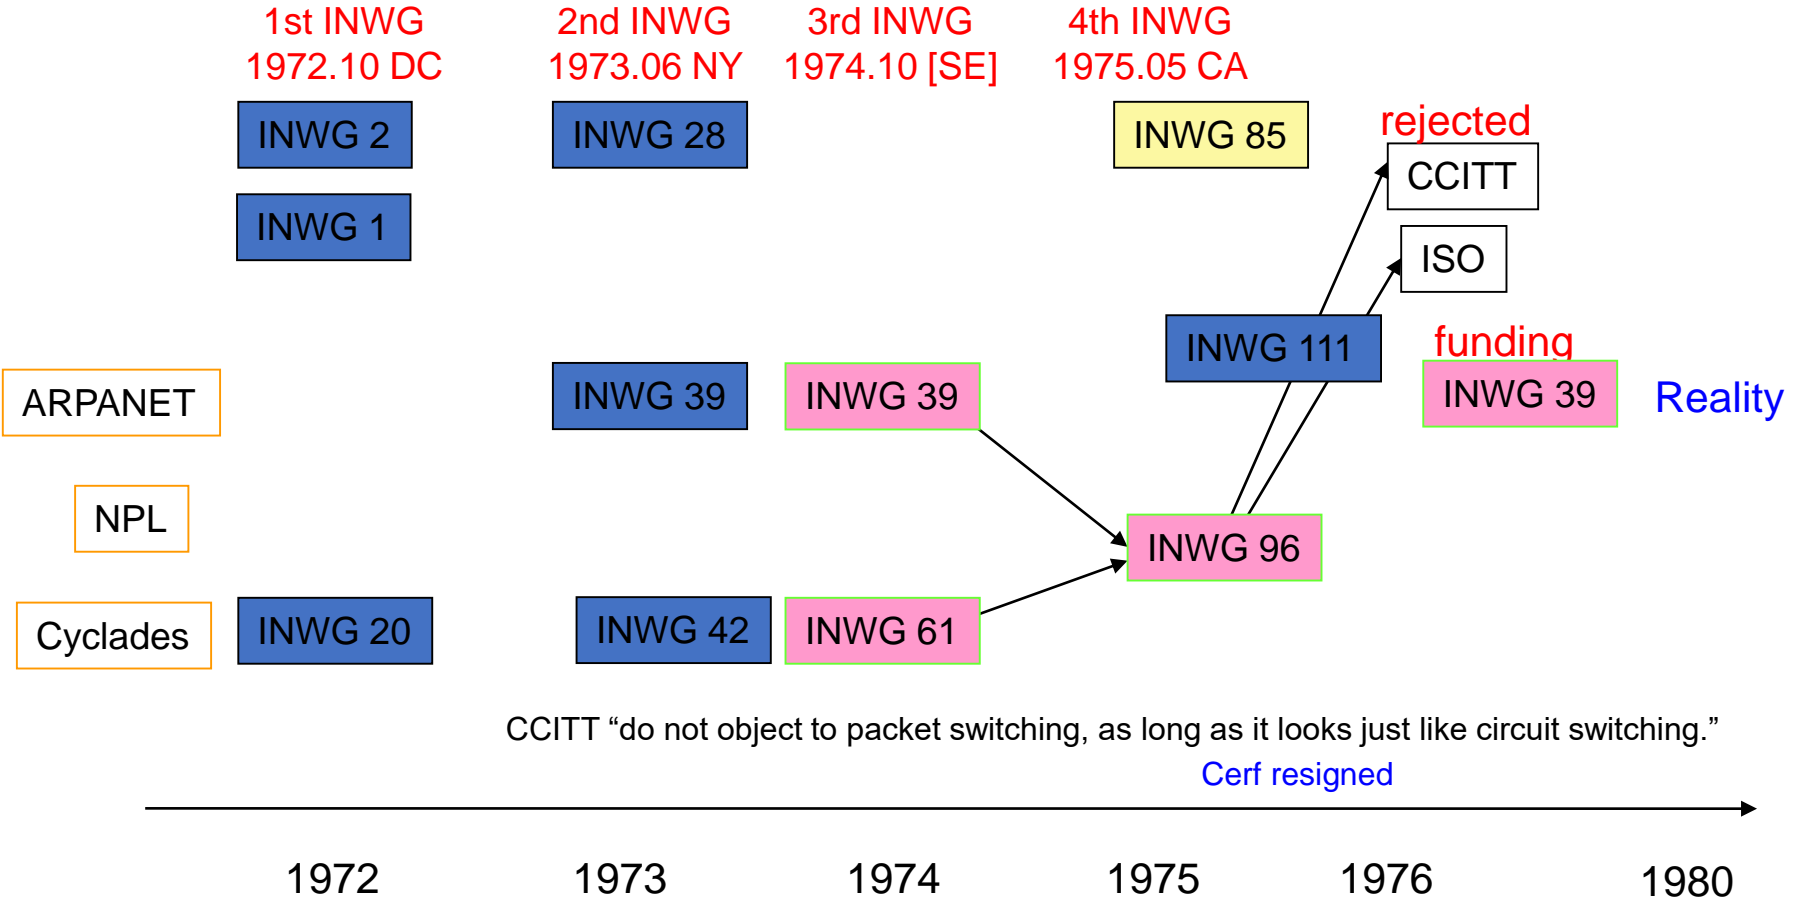 1st INWG
1972.10 DC
2nd INWG
1973.06 NY
3rd INWG
1974.10 [SE]
4th INWG
1975.05 CA
INWG 2
INWG 28
INWG 85
rejected
CCITT
INWG 1
ISO
INWG 111
funding
ARPANET
INWG 39
INWG 39
INWG 39
Reality
NPL
INWG 96
Cyclades
INWG 20
INWG 42
INWG 61
CCITT “do not object to packet switching, as long as it looks just like circuit switching.”
Cerf resigned
1972
1973
1974
1975
1976
1980